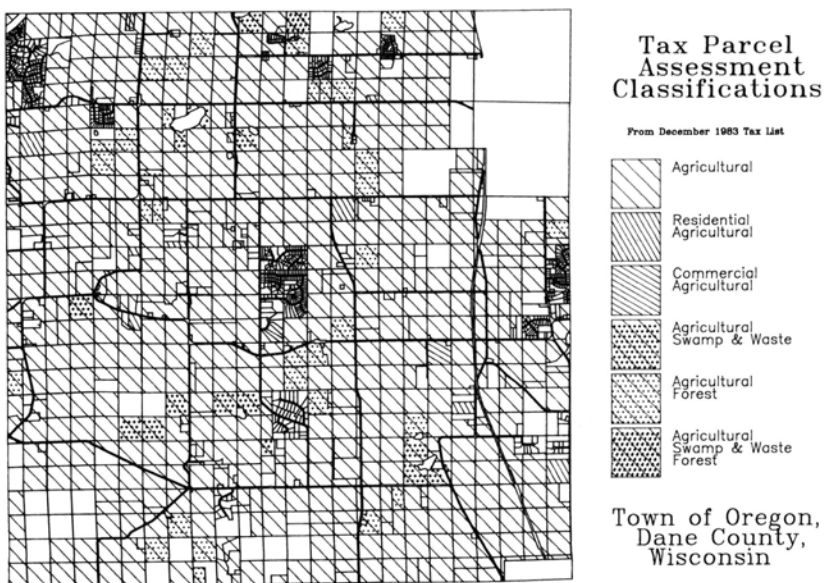 Tax Parcel
Assessment
Classifications
From December 1983 Tax List
Agricultural
Residential
Agricultural
Commercial
Agricultural
Agricultural
Swamp & Waste
Agricultural
Forest
Agricultural
Swamp & Waste
Forest
Town of Oregon,
Dane County,
Wisconsin